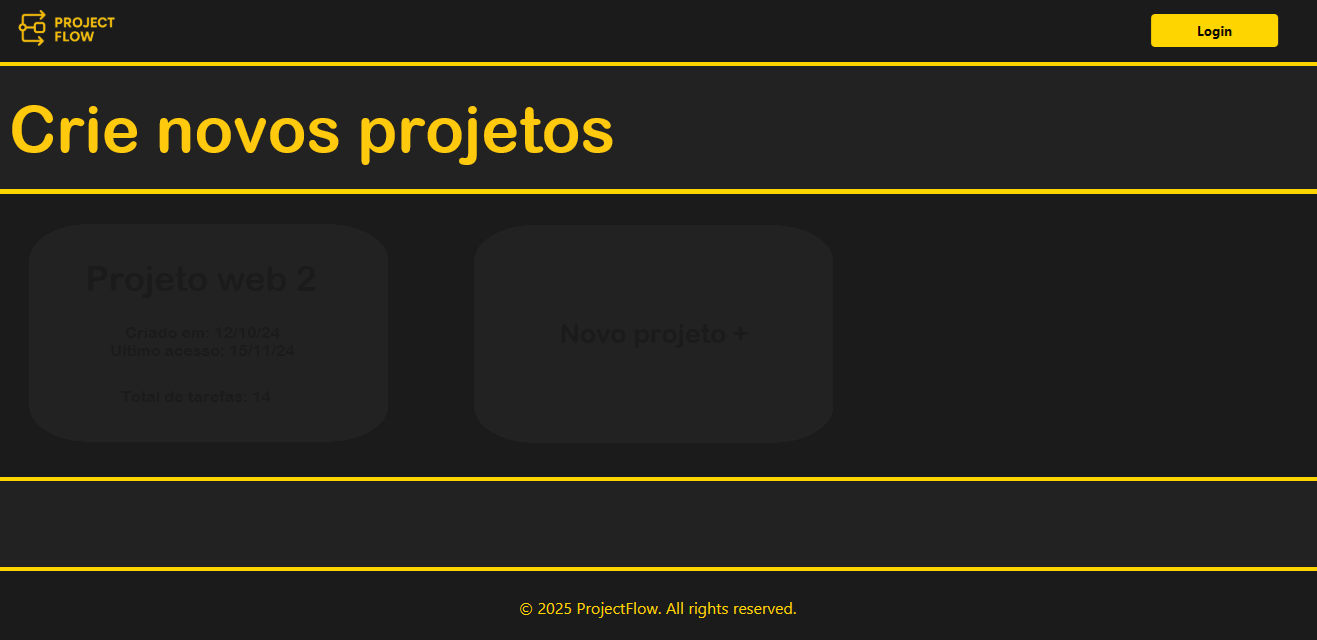 PROJECT
FLOW
Login
Crie novos projetos
Projeto web 2
Criado em: 12/10/24
Ultimo acesso: 15/11/24
Total de tarefas: 14
Novo projeto +
© 2025 ProjectFlow. All rights reserved.